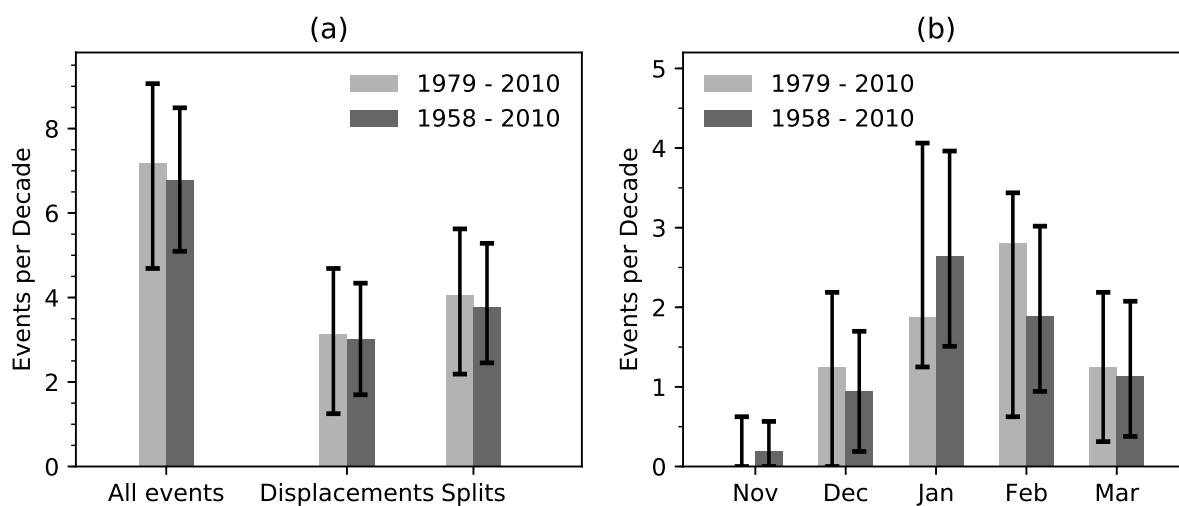 (a)
Events per Decade
8
6
4
2
0
1979 - 2010
1958 - 2010
All events
Displacements
Splits
(b)
Events per Decade
5
4
3
2
1
0
1979 - 2010
1958 - 2010
Nov
Dec
Jan
Feb
Mar